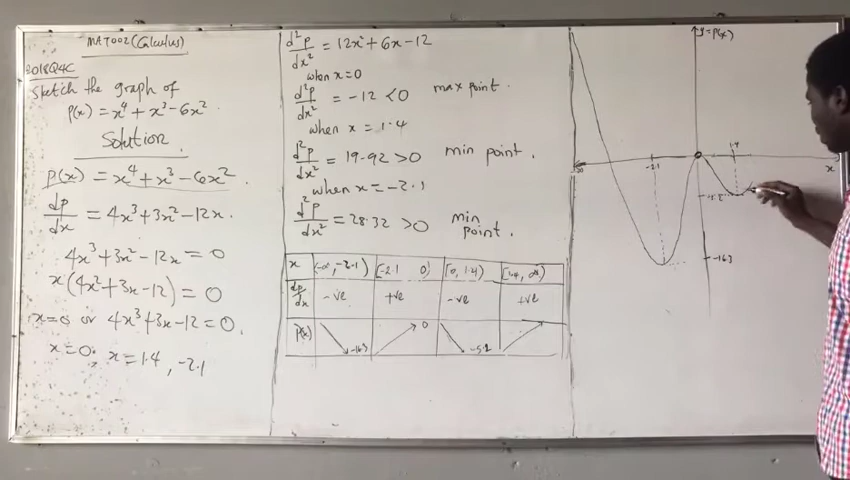 MAT002 (Calculus)
2018Q4C
Sketch the graph of
P(x) = x⁴ + x³ - 6x².
Solution
P(x) = x⁴ + x³ - 6x²
dp/dx = 4x³ + 3x² - 12x.
4x³ + 3x² - 12x = 0
x(4x² + 3x - 12) = 0
x = 0 or 4x³ + 3x - 12 = 0.
x = 0. x = 1.4, -2.1
d²p/dx² = 12x² + 6x - 12
when x = 0
d²p/dx² = -12 < 0 max point.
when x = 1.4
d²p/dx² = 19.92 > 0 min point.
when x = -2.1
d²p/dx² = 28.32 > 0 min point.
x (-∞, -2.1) [-2.1 0) [0, 1.4) [1.4, ∞)
dp/dx -ve +ve -ve +ve
P(x) -16.3 0 -5.2
y = P(x)
-2.1 1.4
x
-5.2
-16.3